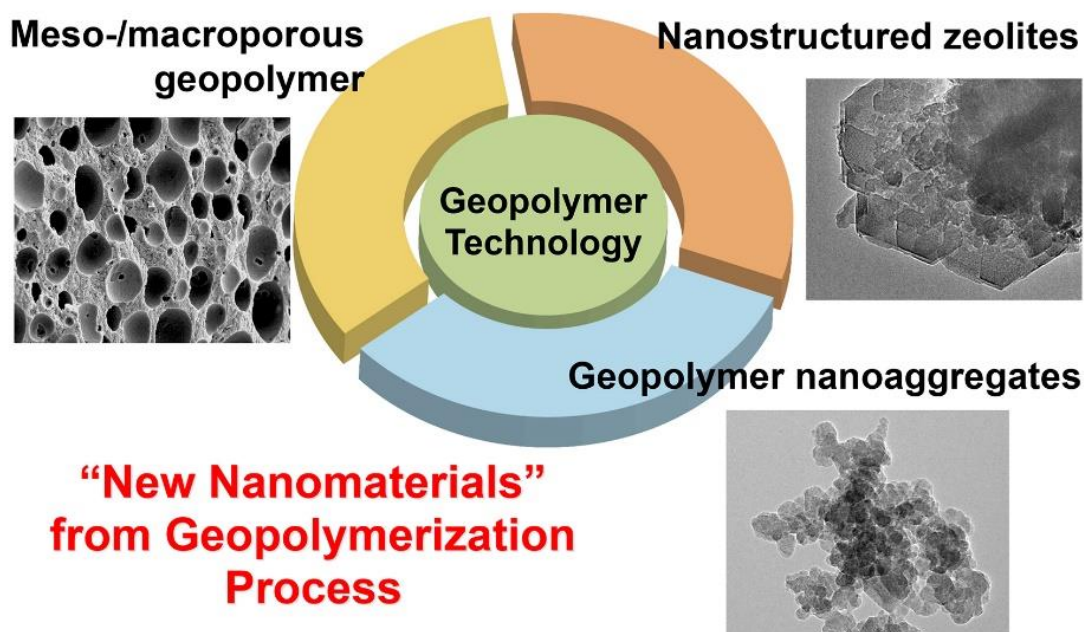 Meso-/macroporous
geopolymer
Nanostructured zeolites
Geopolymer
Technology
Geopolymer nanoaggregates
“New Nanomaterials”
from Geopolymerization
Process